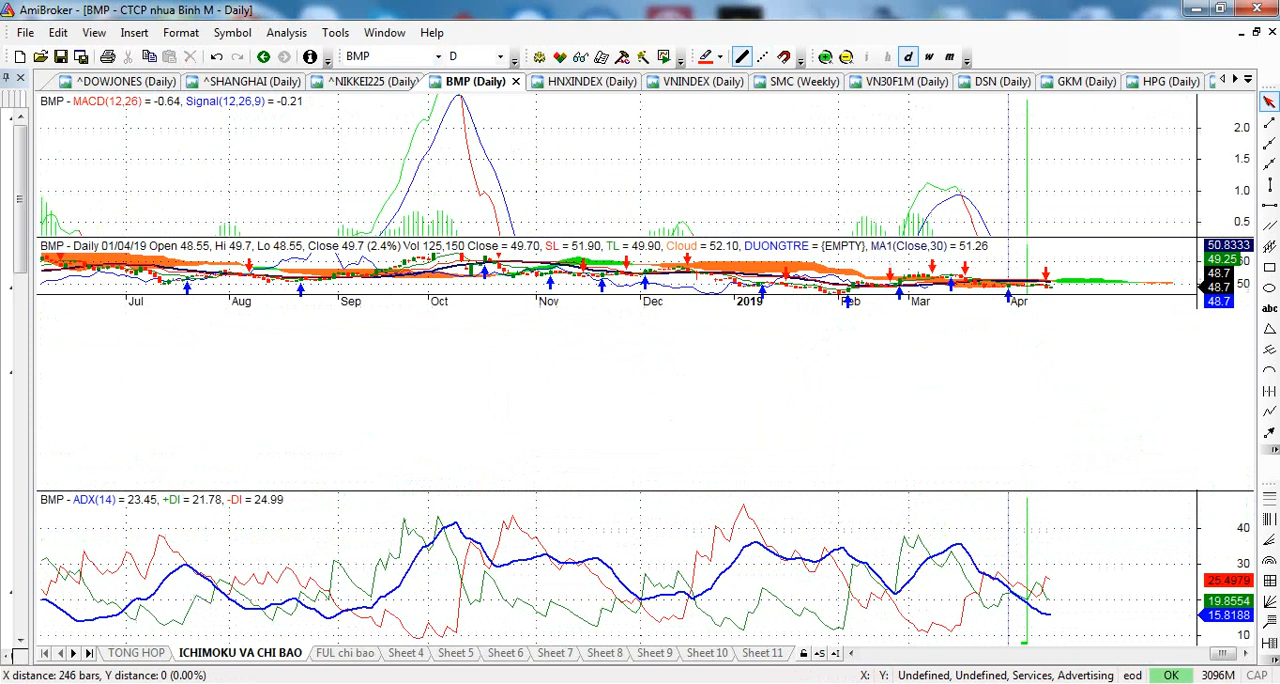 AmiBroker - [BMP - CTCP nhua Binh M - Daily]
File Edit View Insert Format Symbol Analysis Tools Window Help
BMP D i h d w m
^DOWJONES (Daily) ^SHANGHAI (Daily) ^NIKKEI225 (Daily) BMP (Daily) HNXINDEX (Daily) VNINDEX (Daily) SMC (Weekly) VN30F1M (Daily) DSN (Daily) GKM (Daily) HPG (Daily)
BMP - MACD(12,26) = -0.64, Signal(12,26,9) = -0.21
2.0
1.5
1.0
0.5
BMP - Daily 01/04/19 Open 48.55, Hi 49.7, Lo 48.55, Close 49.7 (2.4%) Vol 125,150 Close = 49.70, SL = 51.90, TL = 49.90, Cloud = 52.10, DUONGTRE = {EMPTY}, MA1(Close,30) = 51.26
50.8333
49.25
48.7
50
48.7
48.7
Jul Aug Sep Oct Nov Dec 2019 Feb Mar Apr
abc
BMP - ADX(14) = 23.45, +DI = 21.78, -DI = 24.99
40
30
25.4979
19.8554
15.8188
10
TONG HOP ICHIMOKU VA CHI BAO FUL chi bao Sheet 4 Sheet 5 Sheet 6 Sheet 7 Sheet 8 Sheet 9 Sheet 10 Sheet 11
X distance: 246 bars, Y distance: 0 (0.00%) X: Y: Undefined, Undefined, Services, Advertising eod OK 3096M CAP